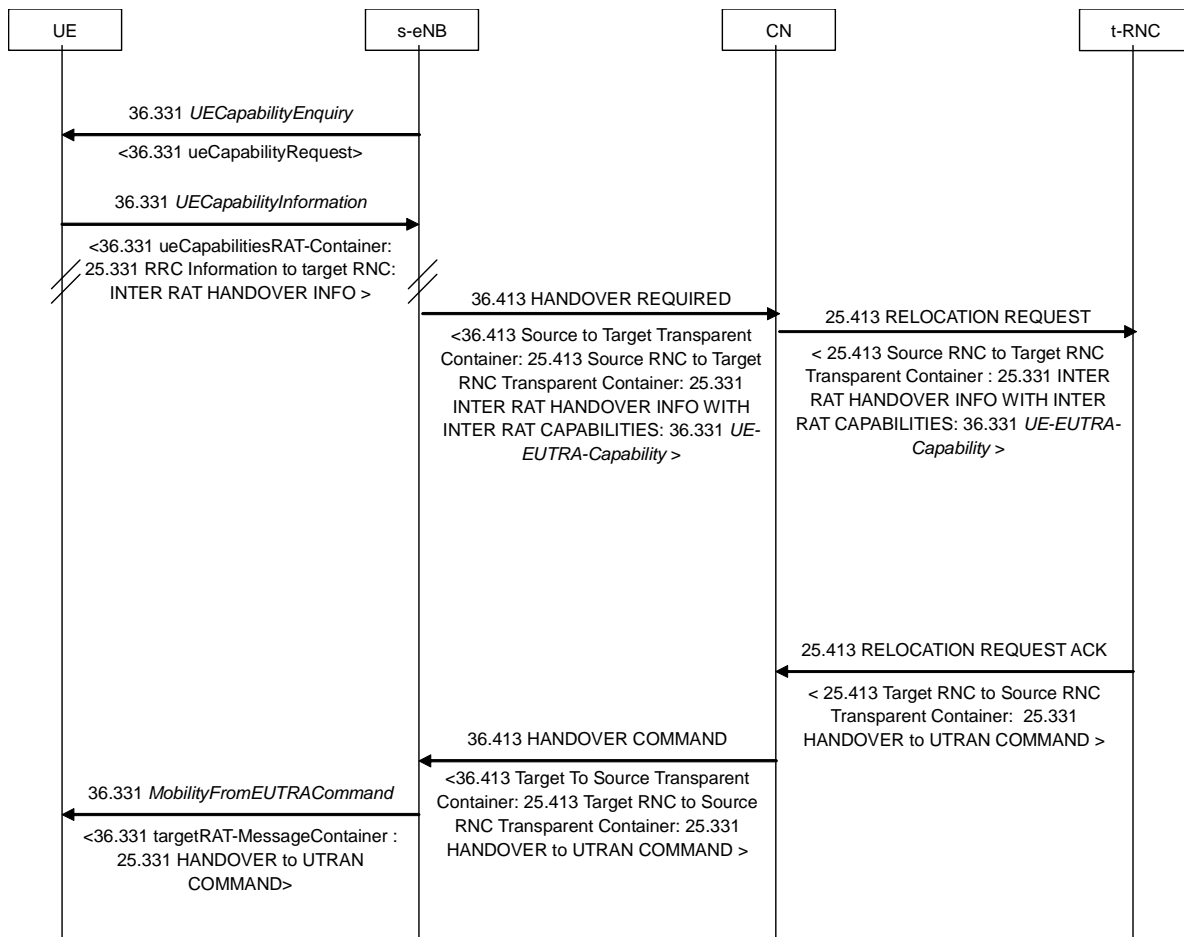 UE
s-eNB
CN
t-RNC
36.331 UECapabilityEnquiry
<36.331 ueCapabilityRequest>
36.331 UECapabilityInformation
<36.331 ueCapabilitiesRAT-Container:
25.331 RRC Information to target RNC:
INTER RAT HANDOVER INFO >
36.413 HANDOVER REQUIRED
<36.413 Source to Target Transparent
Container: 25.413 Source RNC to Target
RNC Transparent Container: 25.331
INTER RAT HANDOVER INFO WITH
INTER RAT CAPABILITIES: 36.331 UE-
EUTRA-Capability >
25.413 RELOCATION REQUEST
< 25.413 Source RNC to Target RNC
Transparent Container : 25.331 INTER
RAT HANDOVER INFO WITH INTER
RAT CAPABILITIES: 36.331 UE-EUTRA-
Capability >
25.413 RELOCATION REQUEST ACK
< 25.413 Target RNC to Source RNC
Transparent Container:  25.331
HANDOVER to UTRAN COMMAND >
36.413 HANDOVER COMMAND
<36.413 Target To Source Transparent
Container: 25.413 Target RNC to Source
RNC Transparent Container: 25.331
HANDOVER to UTRAN COMMAND >
36.331 MobilityFromEUTRACommand
<36.331 targetRAT-MessageContainer :
25.331 HANDOVER to UTRAN
COMMAND>